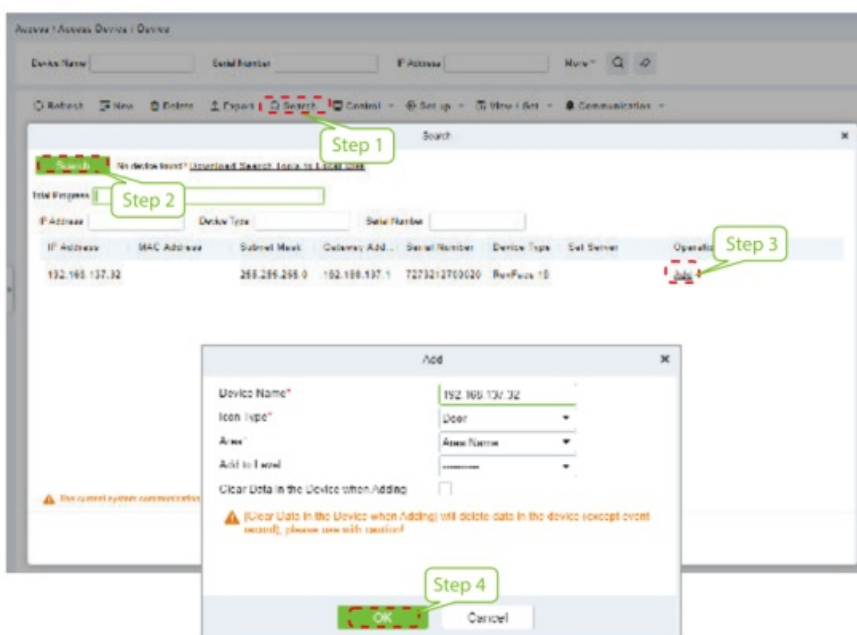 Access / Access Device / Device
Device Name Serial Number IP Address More
Refresh New Delete Export Search Control Set up View / Get Communication
Step 1
Search
Search No device found? Download Search Tools to Local Disk
Step 2
Total Progress
IP Address Device Type Serial Number
IP Address MAC Address Subnet Mask Gateway Add... Serial Number Device Type Set Server
Step 3
192.168.137.32 255.255.255.0 192.168.137.1 Add
Add
Device Name* 192.168.137.32
Icon Type* Door
Area* Area Name
Add to Level ---------
Clear Data in the Device when Adding
The current system communication
[Clear Data in the Device when Adding] will delete data in the device (except event
record), please use with caution!
Step 4
OK Cancel